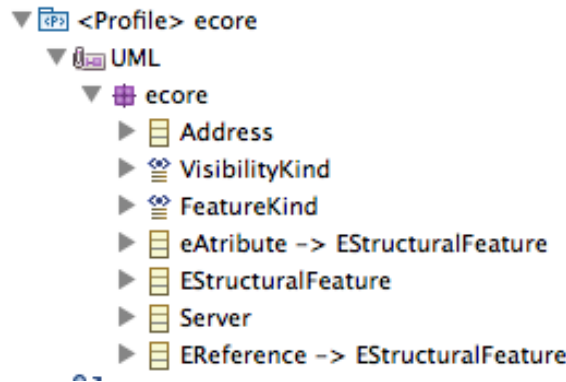 <Profile> ecore
UML
ecore
Address
VisibilityKind
FeatureKind
eAtribute -> EStructuralFeature
EStructuralFeature
Server
EReference -> EStructuralFeature